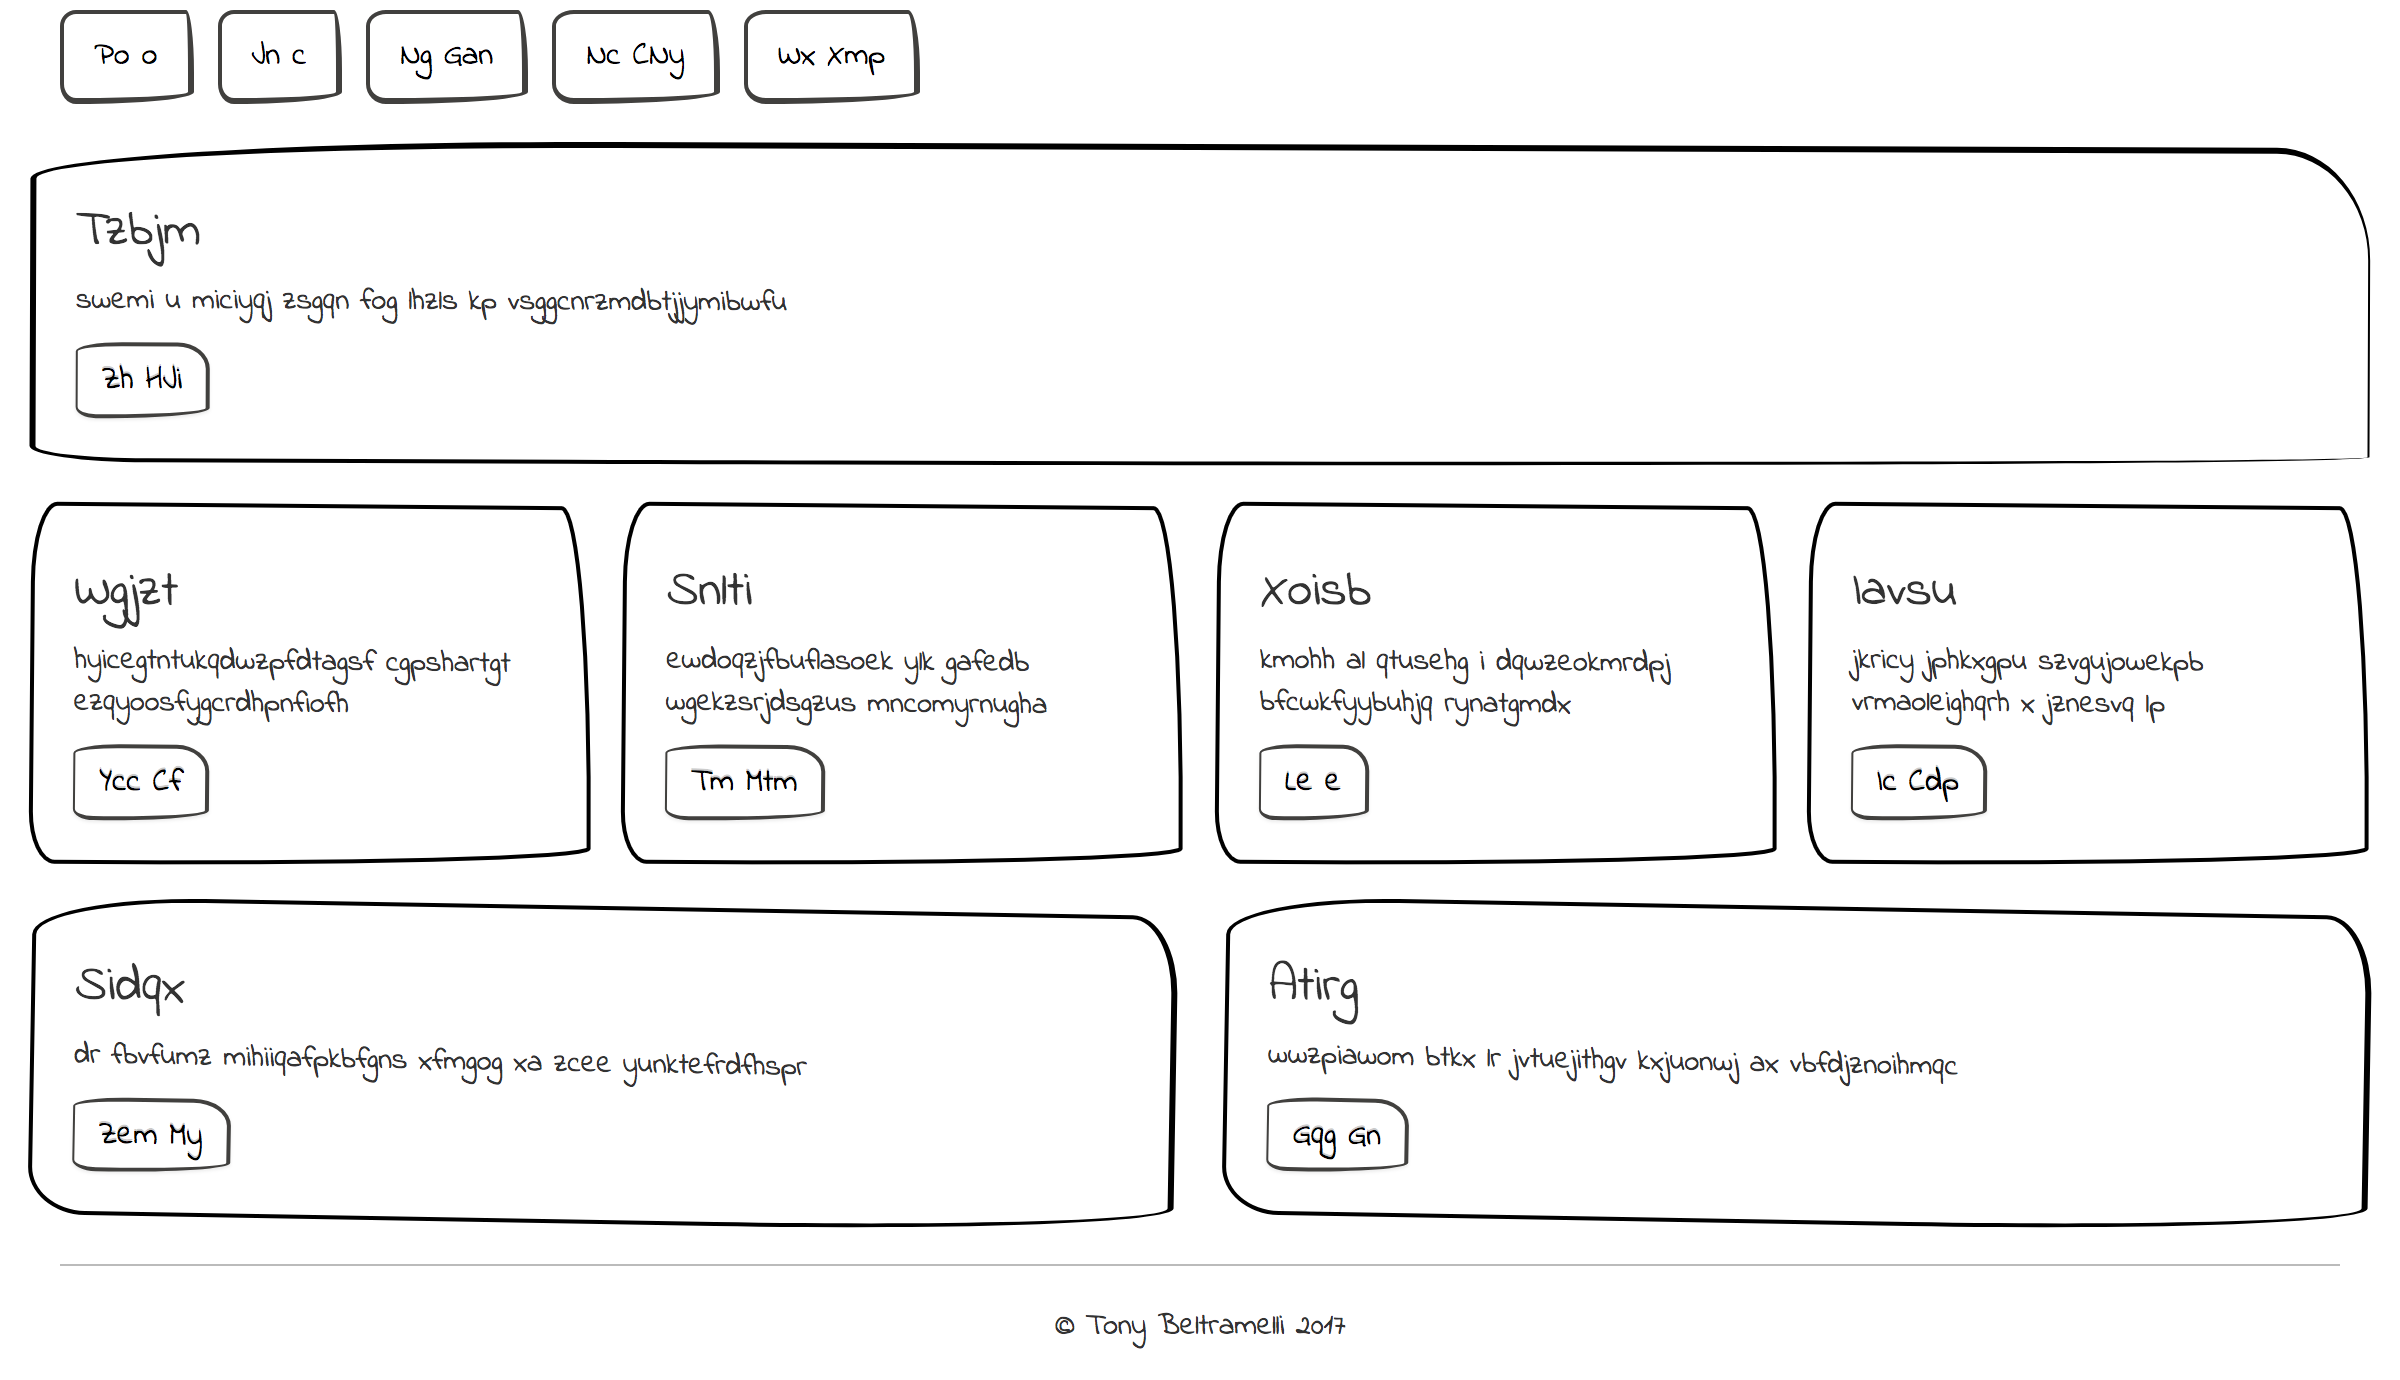 Po o
Jn c
Ng Gan
Nc CNy
Wx Xmp
Tzbjm
swemi u miciyqj zsgqn fog lhzls kp vsggcnrzmdbtjjymibwfu
Zh HJi
Wgjzt
hyicegtntukqdwzpfdtagsf cgpshartgt
ezqyoosfygcrdhpnfiofh
Ycc Cf
Snlti
ewdoqzjfbuflasoek ylk gafedb
wgekzsrjdsgzus mncomyrnugha
Tm Mtm
Xoisb
kmohh al qtusehg i dqwzeokmrdpj
bfcwkfyybuhjq rynatgmdx
Le e
Iavsu
jkricy jphkxgpu szvgujowekpb
vrmaoleighqrh x jznesvq lp
Ic Cdp
Sidqx
dr fbvfumz mihiiqafpkbfgns xfmgog xa zcee yunktefrdfhspr
Zem My
Atirg
wwzpiawom btkx lr jvtuejithgv kxjuonwj ax vbfdjznoihmqc
Gqg Gn
© Tony Beltramelli 2017